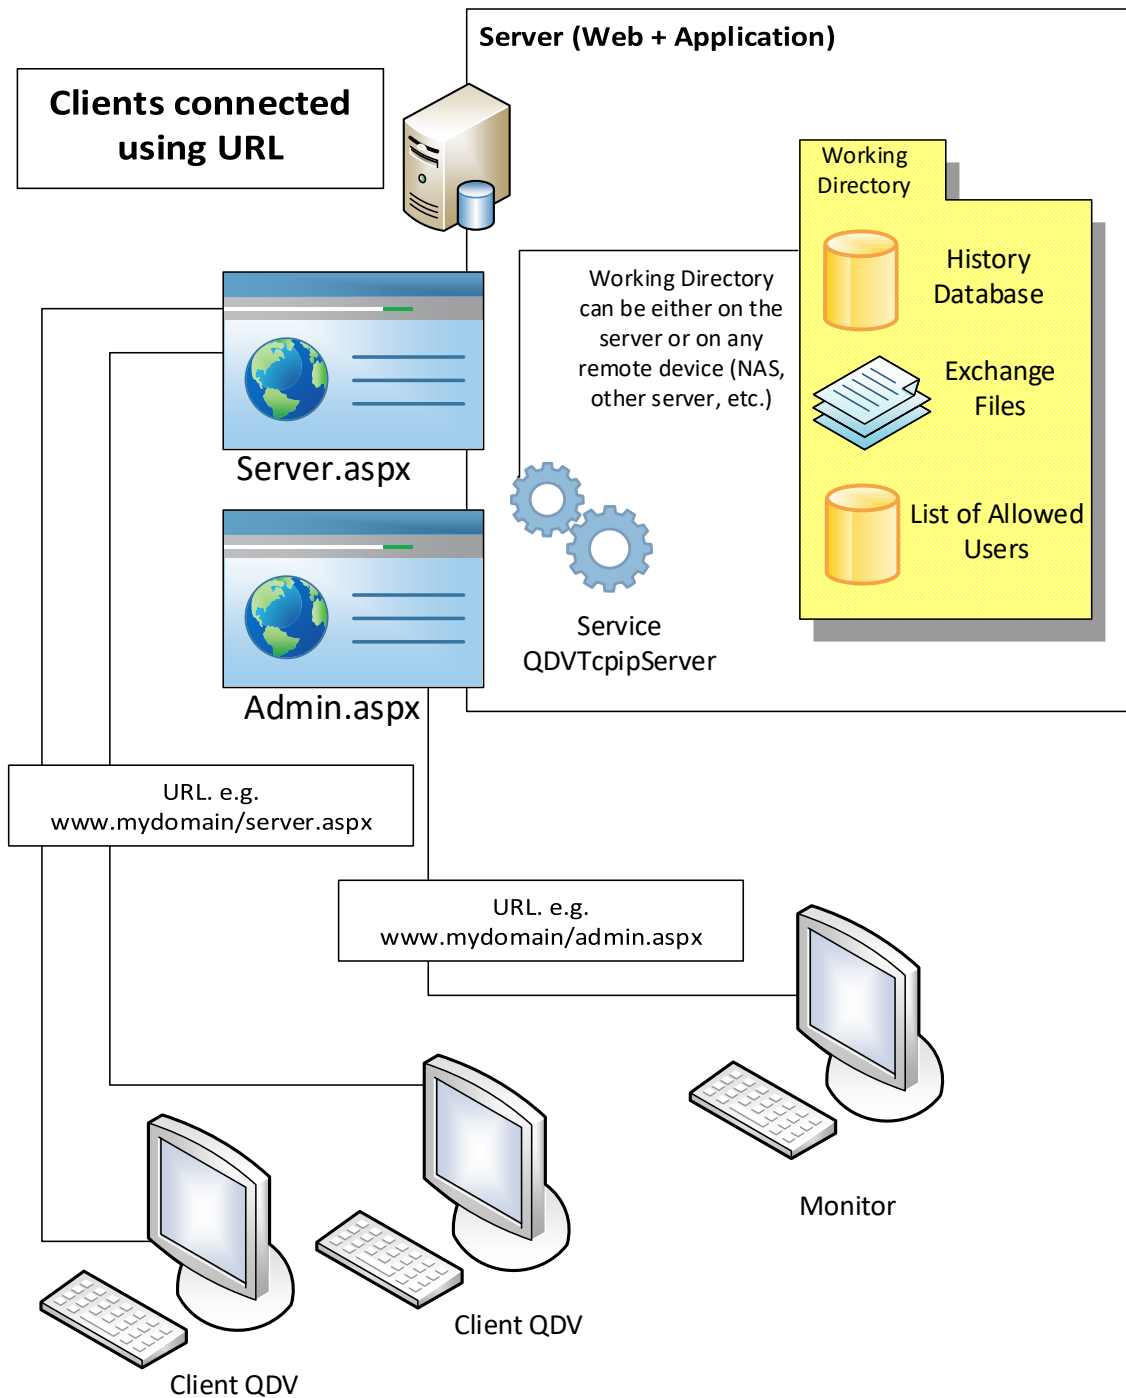 Server (Web + Application)
Clients connected
using URL
Working
Directory
History
Database
Working Directory
can be either on the
server or on any
remote device (NAS,
other server, etc.)
Exchange
Files
Server.aspx
List of Allowed
Users
Service
QDVTcpipServer
Admin.aspx
URL. e.g.
www.mydomain/server.aspx
URL. e.g.
www.mydomain/admin.aspx
Monitor
Client QDV
Client QDV